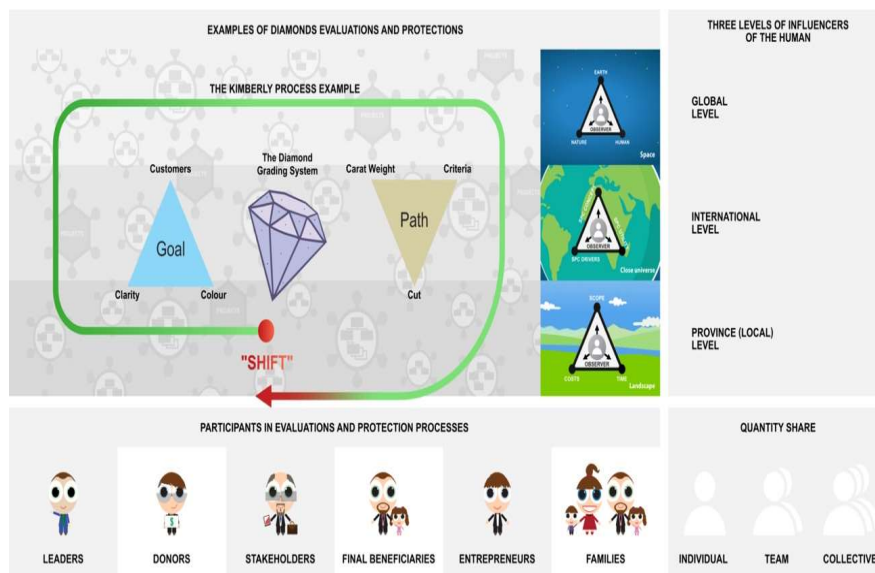 EXAMPLES OF DIAMONDS EVALUATIONS AND PROTECTIONS
THREE LEVELS OF INFLUENCERS
OF THE HUMAN
THE KIMBERLY PROCESS EXAMPLE
EARTH
OBSERVER
NATURE
HUMAN
Space
GLOBAL
LEVEL
Customers
The Diamond
Grading System
Carat Weight
Criteria
Goal
Path
Clarity
Colour
Cut
OBSERVER
SPC DRIVERS
Close universe
INTERNATIONAL
LEVEL
"SHIFT"
SCOPE
OBSERVER
COSTS
TIME
Landscape
PROVINCE (LOCAL)
LEVEL
PARTICIPANTS IN EVALUATIONS AND PROTECTION PROCESSES
QUANTITY SHARE
$
LEADERS
DONORS
STAKEHOLDERS
FINAL BENEFICIARIES
ENTREPRENEURS
FAMILIES
INDIVIDUAL
TEAM
COLLECTIVE